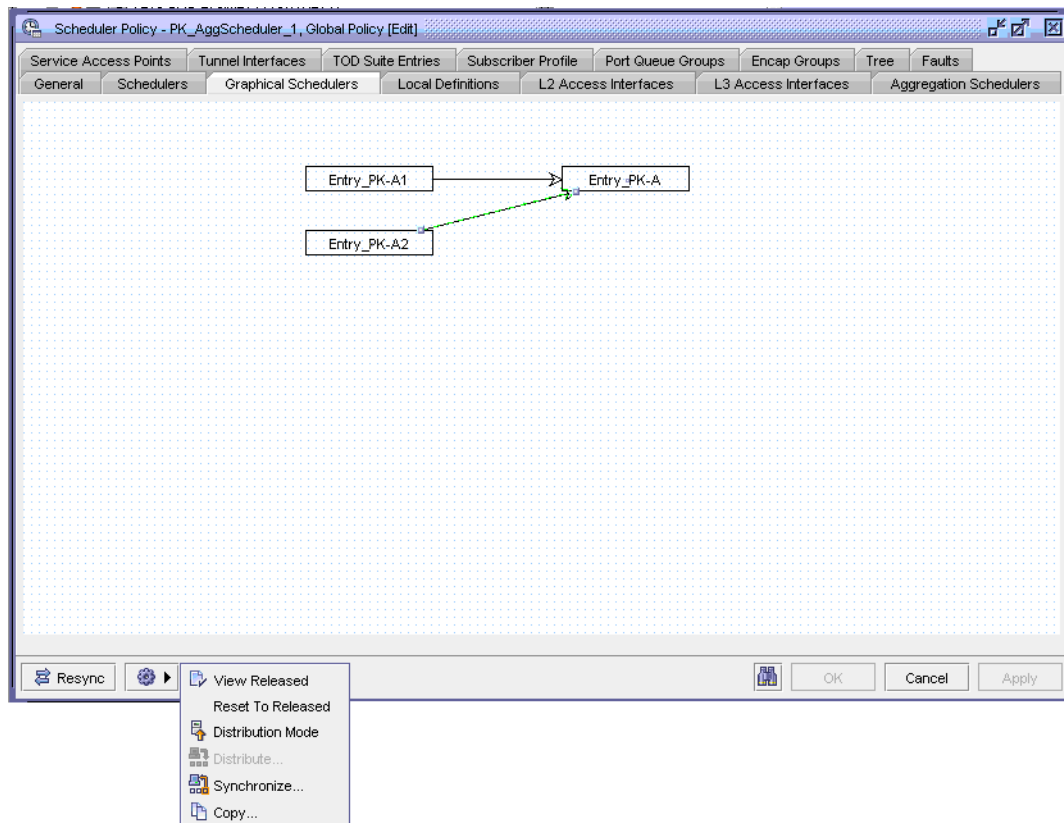 Scheduler Policy - PK_AggScheduler_1, Global Policy [Edit]
Service Access Points Tunnel Interfaces TOD Suite Entries Subscriber Profile Port Queue Groups Encap Groups Tree Faults
General Schedulers Graphical Schedulers Local Definitions L2 Access Interfaces L3 Access Interfaces Aggregation Schedulers
Entry_PK-A1 Entry_PK-A
Entry_PK-A2
Resync OK Cancel Apply
View Released
Reset To Released
Distribution Mode
Distribute...
Synchronize...
Copy...